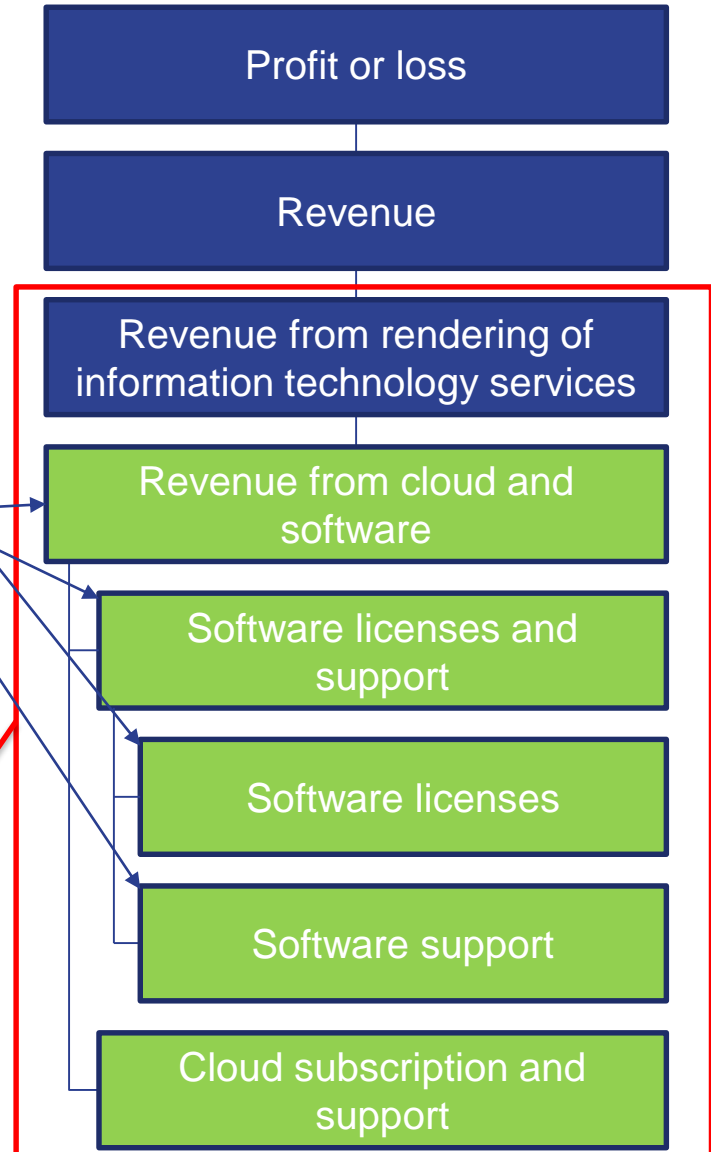 Profit or loss
Revenue
Revenue from rendering of
information technology services
Revenue from cloud and
software
Software licenses and
support
Software licenses
Software support
Cloud subscription and
support